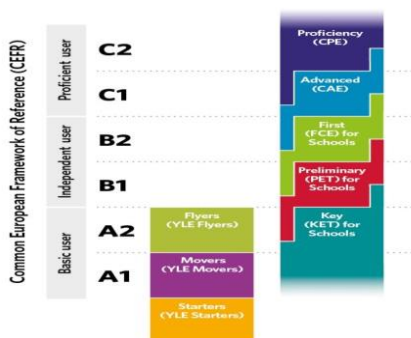 Common European Framework of Reference (CEFR)
Proficient user
Independent user
Basic user
C2
C1
B2
B1
A2
A1
Flyers
(YLE Flyers)
Movers
(YLE Movers)
Starters
(YLE Starters)
Proficiency
(CPE)
Advanced
(CAE)
First
(FCE) for
Schools
Preliminary
(PET) for
Schools
Key
(KET) for
Schools